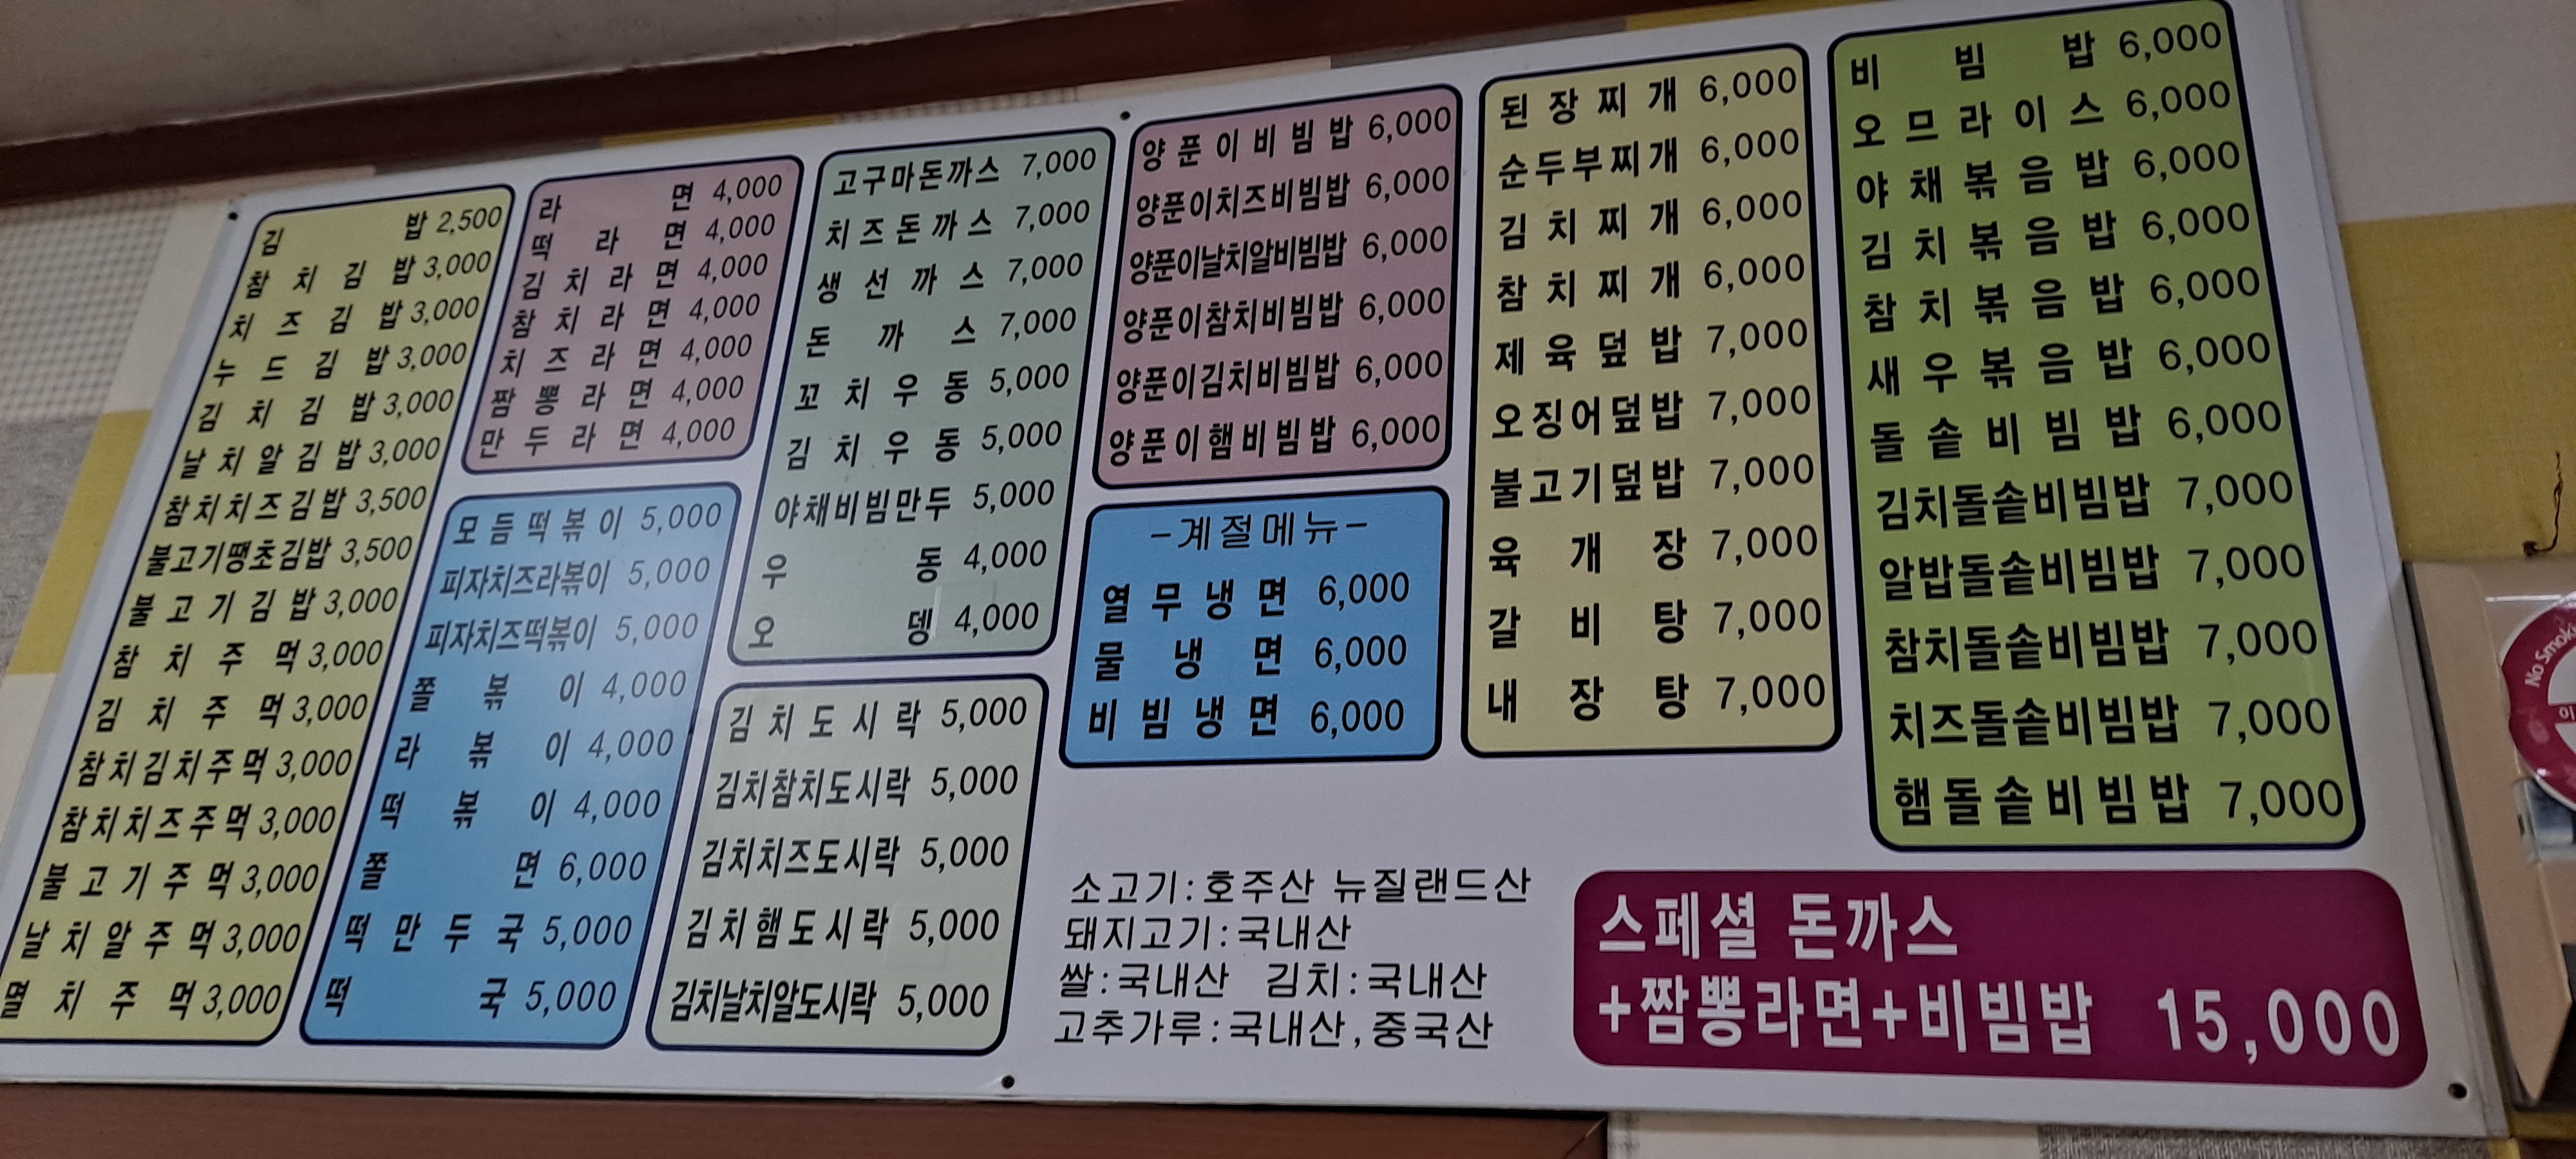 김밥 2,500
참치김밥 3,000
치즈김밥 3,000
누드김밥 3,000
김치김밥 3,000
날치알김밥 3,000
참치치즈김밥 3,500
불고기땡초김밥 3,500
불고기김밥 3,000
참치주먹 3,000
김치주먹 3,000
참치김치주먹 3,000
참치치즈주먹 3,000
불고기주먹 3,000
날치알주먹 3,000
멸치주먹 3,000
라면 4,000
떡라면 4,000
김치라면 4,000
참치라면 4,000
치즈라면 4,000
짬뽕라면 4,000
만두라면 4,000
모듬떡볶이 5,000
피자치즈라볶이 5,000
피자치즈떡볶이 5,000
쫄볶이 4,000
라볶이 4,000
떡볶이 4,000
쫄면 6,000
떡만두국 5,000
떡국 5,000
고구마돈까스 7,000
치즈돈까스 7,000
생선까스 7,000
돈까스 7,000
꼬치우동 5,000
김치우동 5,000
야채비빔만두 5,000
우동 4,000
오뎅 4,000
김치도시락 5,000
김치참치도시락 5,000
김치치즈도시락 5,000
김치햄도시락 5,000
김치날치알도시락 5,000
양푼이비빔밥 6,000
양푼이치즈비빔밥 6,000
양푼이날치알비빔밥 6,000
양푼이참치비빔밥 6,000
양푼이김치비빔밥 6,000
양푼이햄비빔밥 6,000
-계절메뉴-
열무냉면 6,000
물냉면 6,000
비빔냉면 6,000
된장찌개 6,000
순두부찌개 6,000
김치찌개 6,000
참치찌개 6,000
제육덮밥 7,000
오징어덮밥 7,000
불고기덮밥 7,000
육개장 7,000
갈비탕 7,000
내장탕 7,000
비빔밥 6,000
오므라이스 6,000
야채볶음밥 6,000
김치볶음밥 6,000
참치볶음밥 6,000
새우볶음밥 6,000
돌솥비빔밥 6,000
김치돌솥비빔밥 7,000
알밥돌솥비빔밥 7,000
참치돌솥비빔밥 7,000
치즈돌솥비빔밥 7,000
햄돌솥비빔밥 7,000
소고기:호주산 뉴질랜드산
돼지고기:국내산
쌀:국내산 김치:국내산
고추가루:국내산,중국산
스페셜 돈까스
+짬뽕라면+비빔밥 15,000
No Smoki